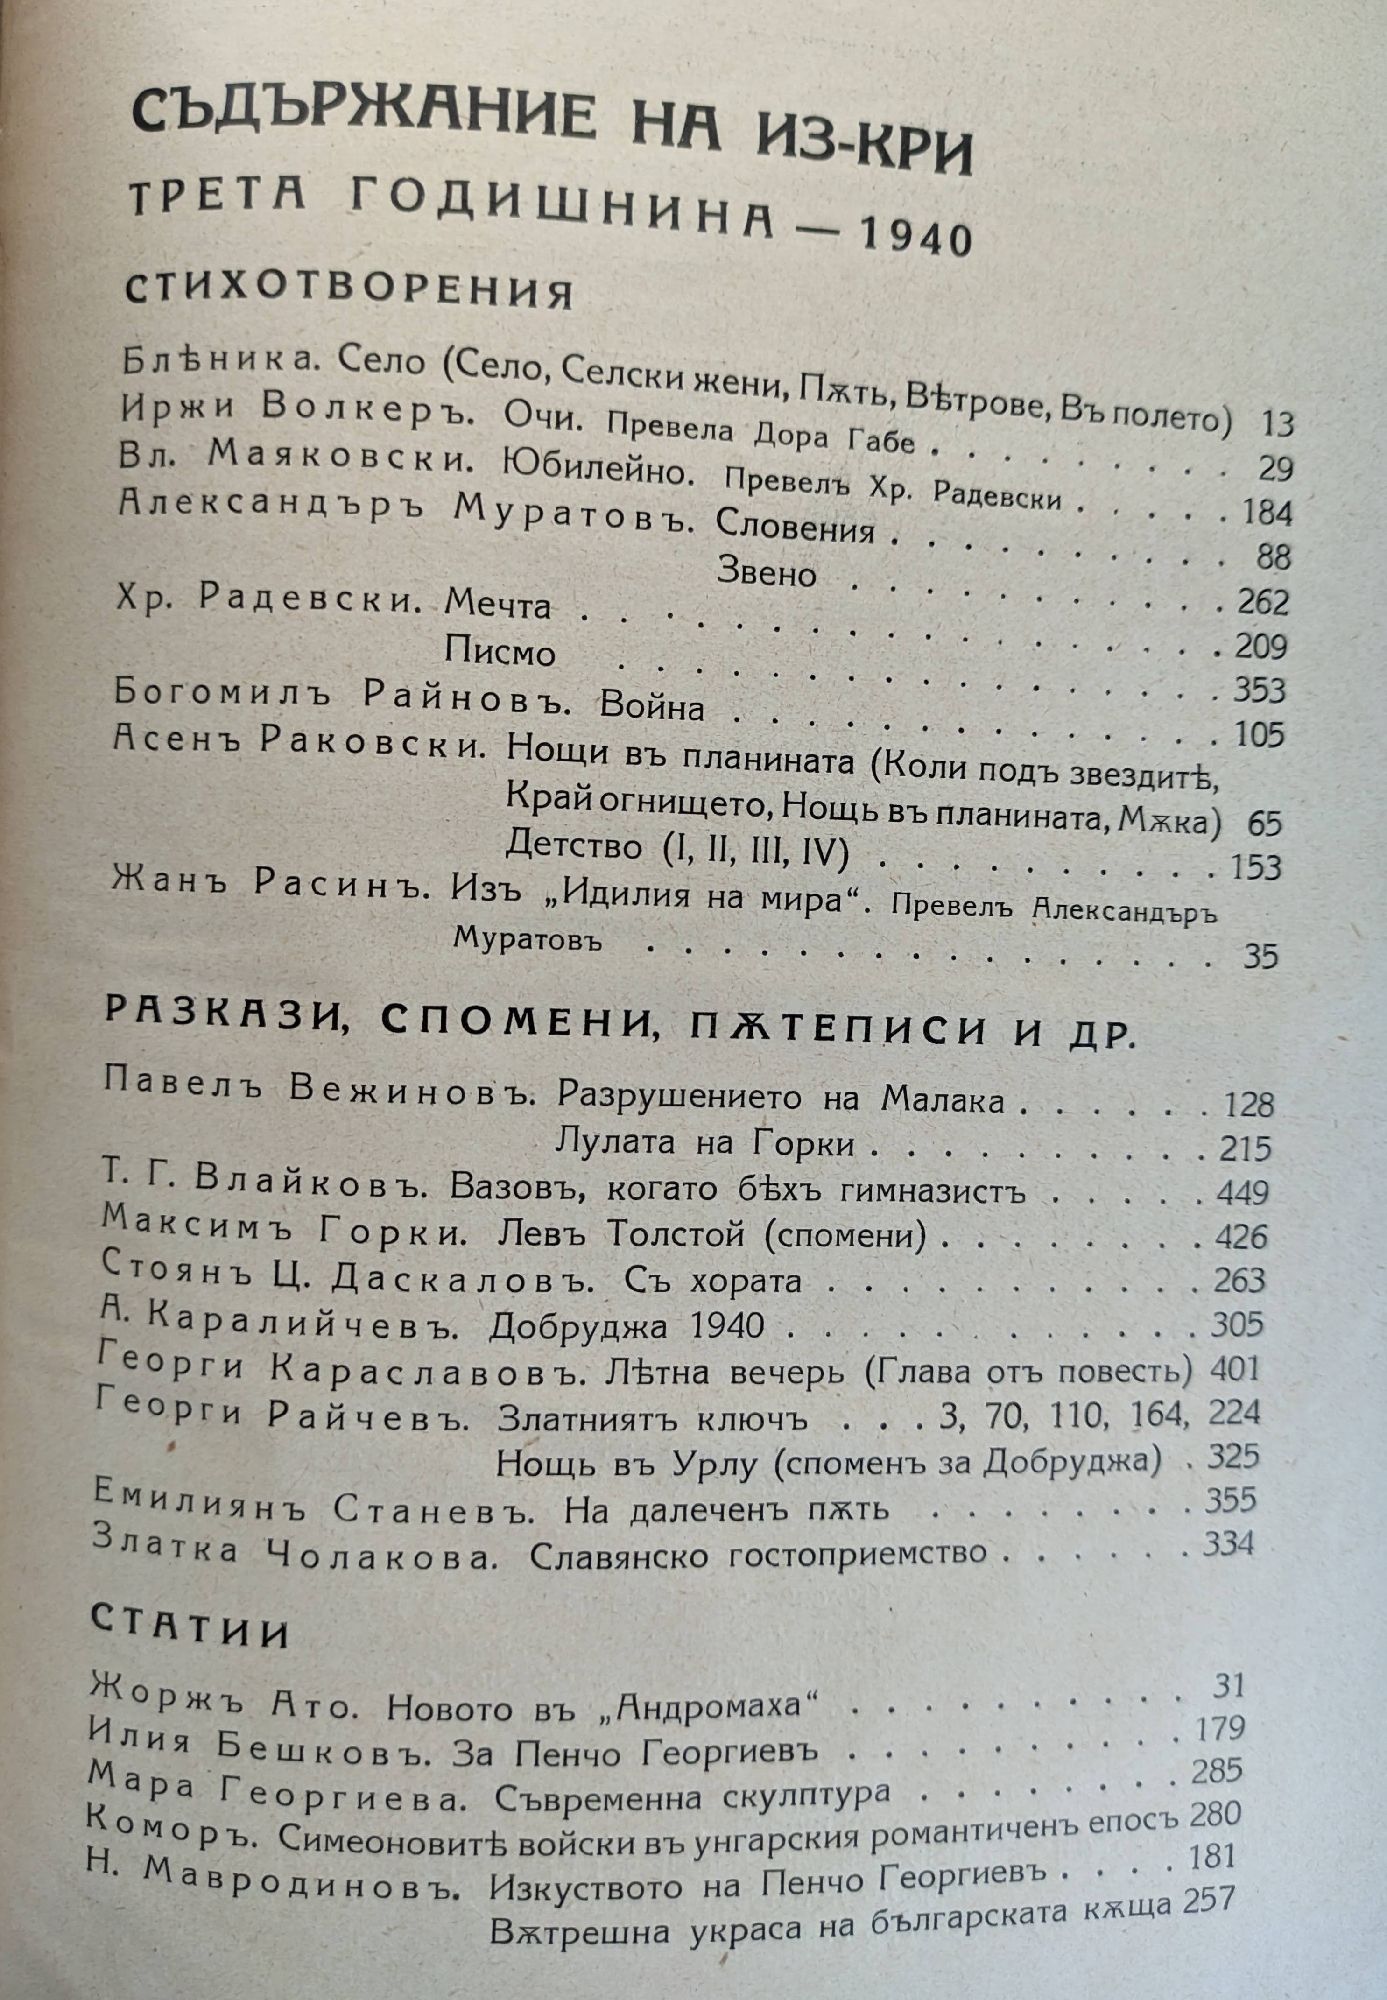 СЪДЪРЖАНИЕ НА ИЗ-КРИ
ТРЕТА ГОДИШНИНА — 1940
СТИХОТВОРЕНИЯ
Блѣника. Село (Село, Селски жени, Пѫть, Вѣтрове, Въ полето) 13
Иржи Волкеръ. Очи. Превела Дора Габе . . . . . . . . . 29
Вл. Маяковски. Юбилейно. Превелъ Хр. Радевски . . . . . 184
Александъръ Муратовъ. Словения . . . . . . . . . . 88
Звено . . . . . . . . . . . 262
Хр. Радевски. Мечта . . . . . . . . . . . . . . . . . 209
Писмо . . . . . . . . . . . . . . . . 353
Богомилъ Райновъ. Война . . . . . . . . . . . . . . 105
Асенъ Раковски. Нощи въ планината (Коли подъ звездитѣ,
Край огнището, Нощь въ планината, Мѫка) 65
Детство (I, II, III, IV) . . . . . . . . . . 153
Жанъ Расинъ. Изъ „Идилия на мира“. Превелъ Александъръ
Муратовъ . . . . . . . . . . . . . . . 35
РАЗКАЗИ, СПОМЕНИ, ПѪТЕПИСИ И ДР.
Павелъ Вежиновъ. Разрушението на Малака . . . . . . 128
Лулата на Горки . . . . . . . . . . 215
Т. Г. Влайковъ. Вазовъ, когато бѣхъ гимназистъ . . . . . 449
Максимъ Горки. Левъ Толстой (спомени) . . . . . . . . 426
Стоянъ Ц. Даскаловъ. Съ хората . . . . . . . . . . . 263
А. Каралийчевъ. Добруджа 1940 . . . . . . . . . . . . 305
Георги Караславовъ. Лѣтна вечерь (Глава отъ повесть) 401
Георги Райчевъ. Златниятъ ключъ . . . 3, 70, 110, 164, 224
Нощь въ Урлу (споменъ за Добруджа) . 325
Емилиянъ Станевъ. На далеченъ пѫть . . . . . . . . 355
Златка Чолакова. Славянско гостоприемство . . . . . . 334
СТАТИИ
Жоржъ Ато. Новото въ „Андромаха“ . . . . . . . . . . 31
Илия Бешковъ. За Пенчо Георгиевъ . . . . . . . . . . 179
Мара Георгиева. Съвременна скулптура . . . . . . . . 285
Коморъ. Симеоновитѣ войски въ унгарския романтиченъ епосъ 280
Н. Мавродиновъ. Изкуството на Пенчо Георгиевъ . . . . 181
Вѫтрешна украса на българската кѫща 257